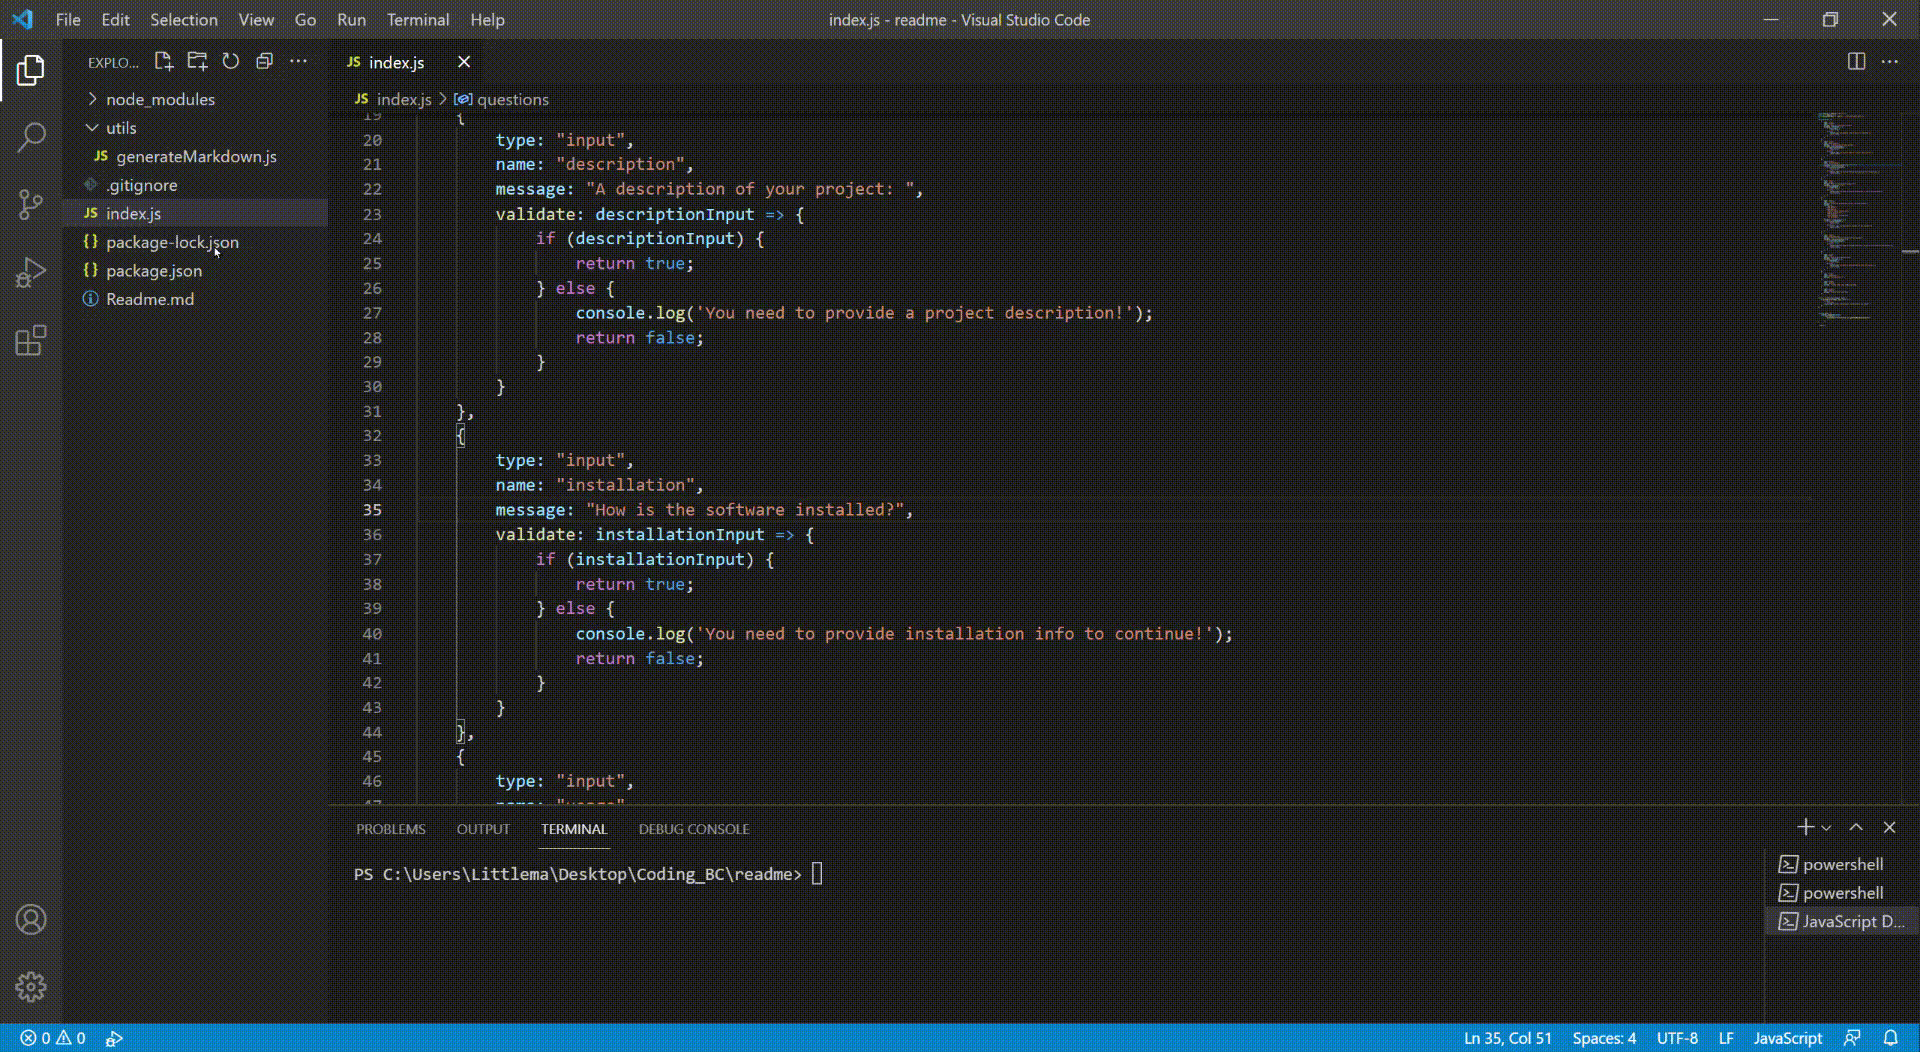 File Edit Selection View Go Run Terminal Help
index.js - readme - Visual Studio Code
EXPLO...
node_modules
utils
JS generateMarkdown.js
.gitignore
JS index.js
{} package-lock.json
{} package.json
Readme.md
JS index.js
JS index.js > questions
19 {
20 type: "input",
21 name: "description",
22 message: "A description of your project: ",
23 validate: descriptionInput => {
24 if (descriptionInput) {
25 return true;
26 } else {
27 console.log('You need to provide a project description!');
28 return false;
29 }
30 }
31 },
32 {
33 type: "input",
34 name: "installation",
35 message: "How is the software installed?",
36 validate: installationInput => {
37 if (installationInput) {
38 return true;
39 } else {
40 console.log('You need to provide installation info to continue!');
41 return false;
42 }
43 }
44 },
45 {
46 type: "input",
47 name: "usage"
PROBLEMS OUTPUT TERMINAL DEBUG CONSOLE
PS C:\Users\Littlema\Desktop\Coding_BC\readme>
powershell
powershell
JavaScript D...
0 0
Ln 35, Col 51 Spaces: 4 UTF-8 LF JavaScript